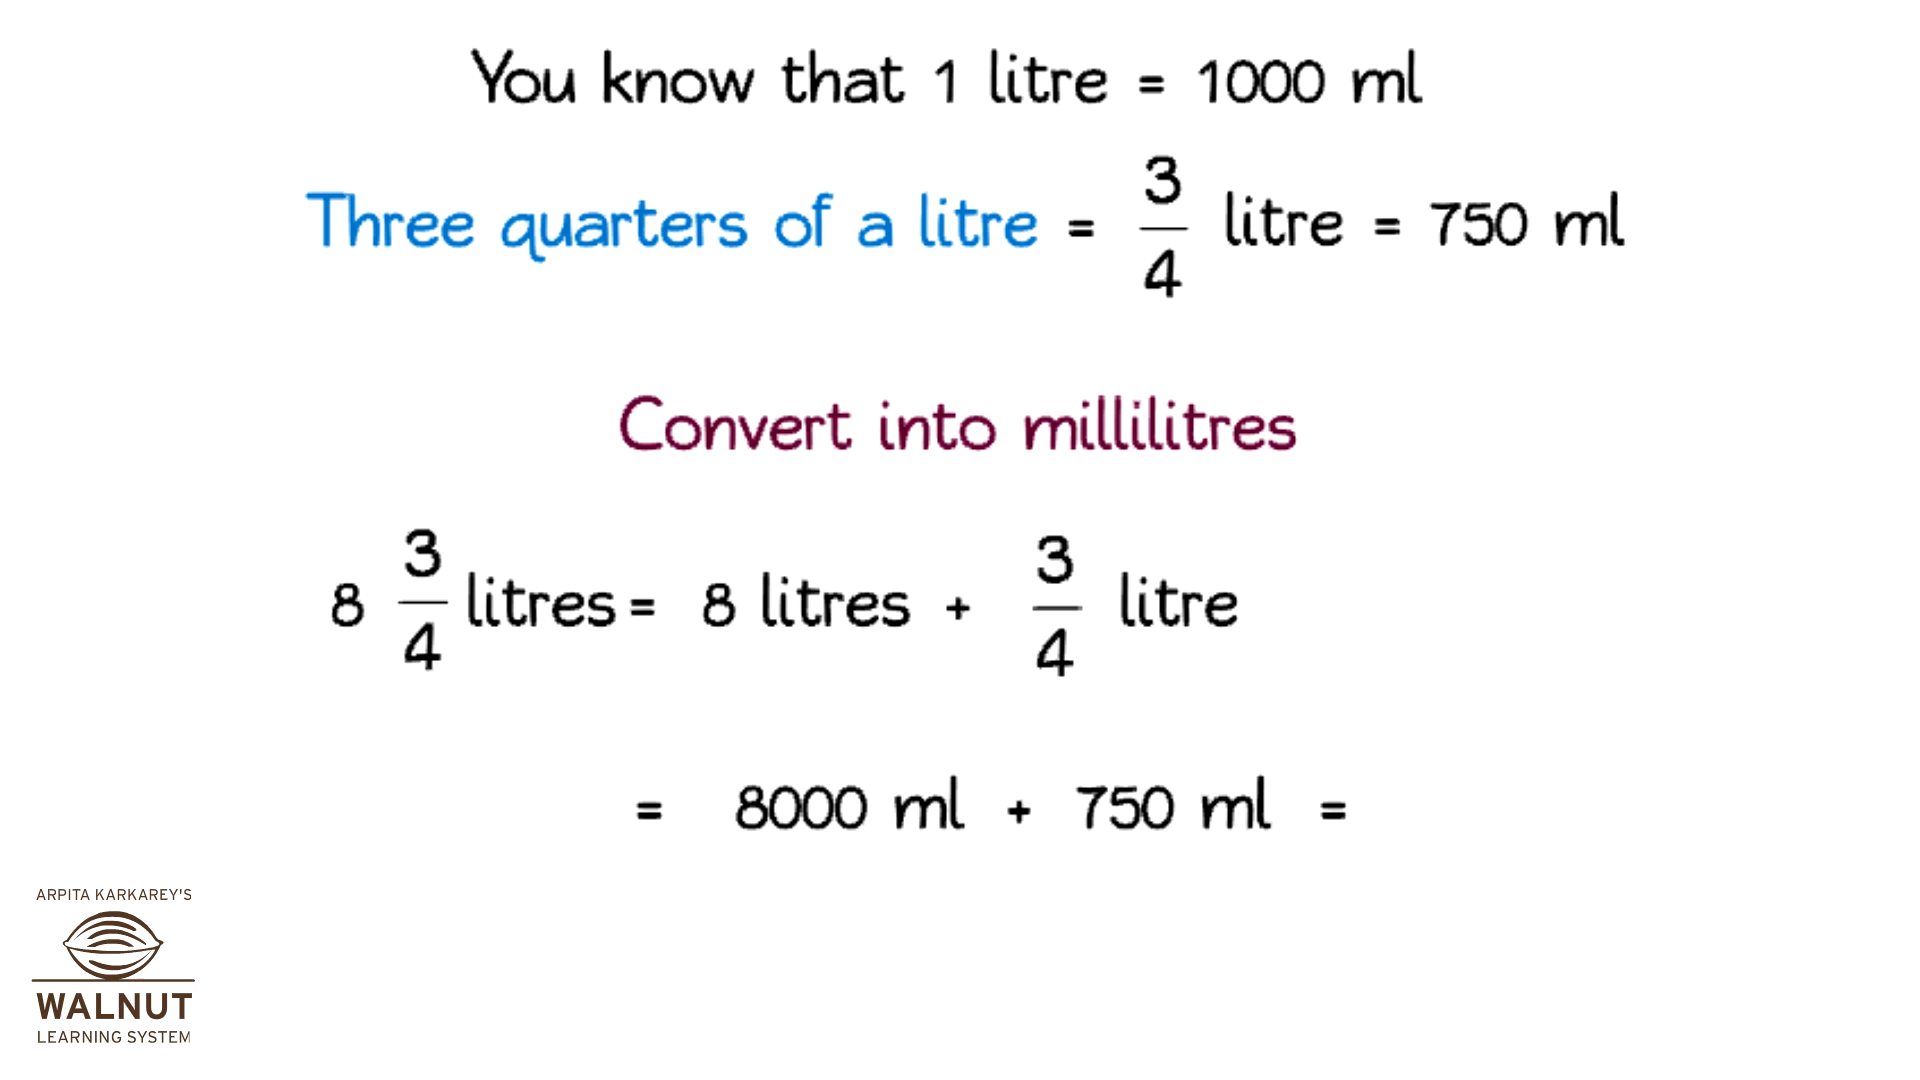 You know that 1 litre = 1000 ml
Three quarters of a litre = 3/4 litre = 750 ml
Convert into millilitres
8 3/4 litres = 8 litres + 3/4 litre
= 8000 ml + 750 ml =
ARPITA KARKAREY'S
WALNUT
LEARNING SYSTEM